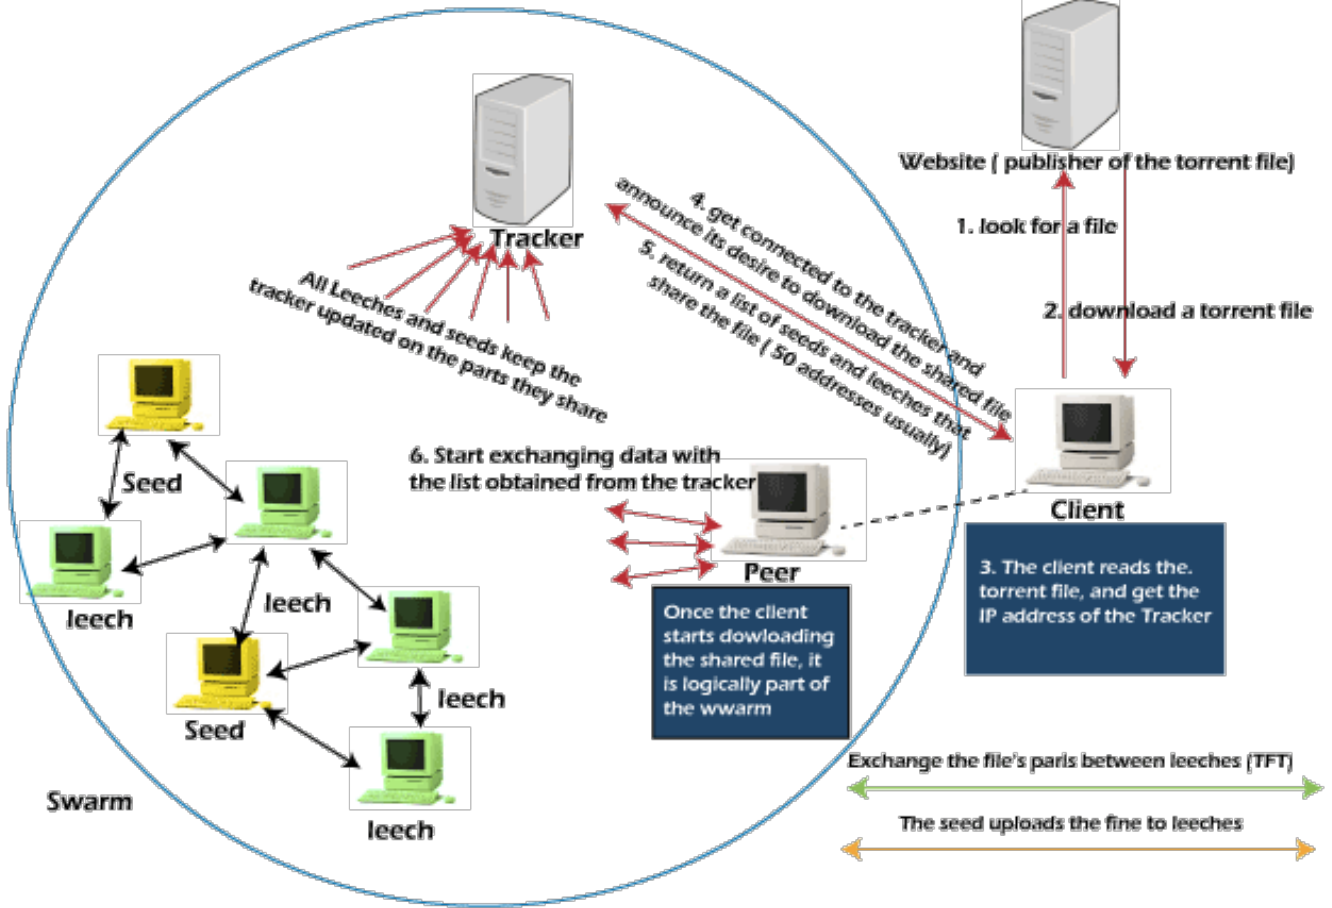 Website ( publisher of the torrent file)
1. look for a file
2. download a torrent file
Tracker
4. get connected to the tracker and
announce its desire to download the shared file
5. return a list of seeds and leeches that
share the file ( 50 addresses usually)
All Leeches and seeds keep the
tracker updated on the parts they share
6. Start exchanging data with
the list obtained from the tracker
Client
3. The client reads the.
torrent file, and get the
IP address of the Tracker
Peer
Once the client
starts dowloading
the shared file, it
is logically part of
the wwarm
Seed
leech
leech
leech
Seed
leech
Swarm
Exchange the file's paris between leeches (TFT)
The seed uploads the fine to leeches